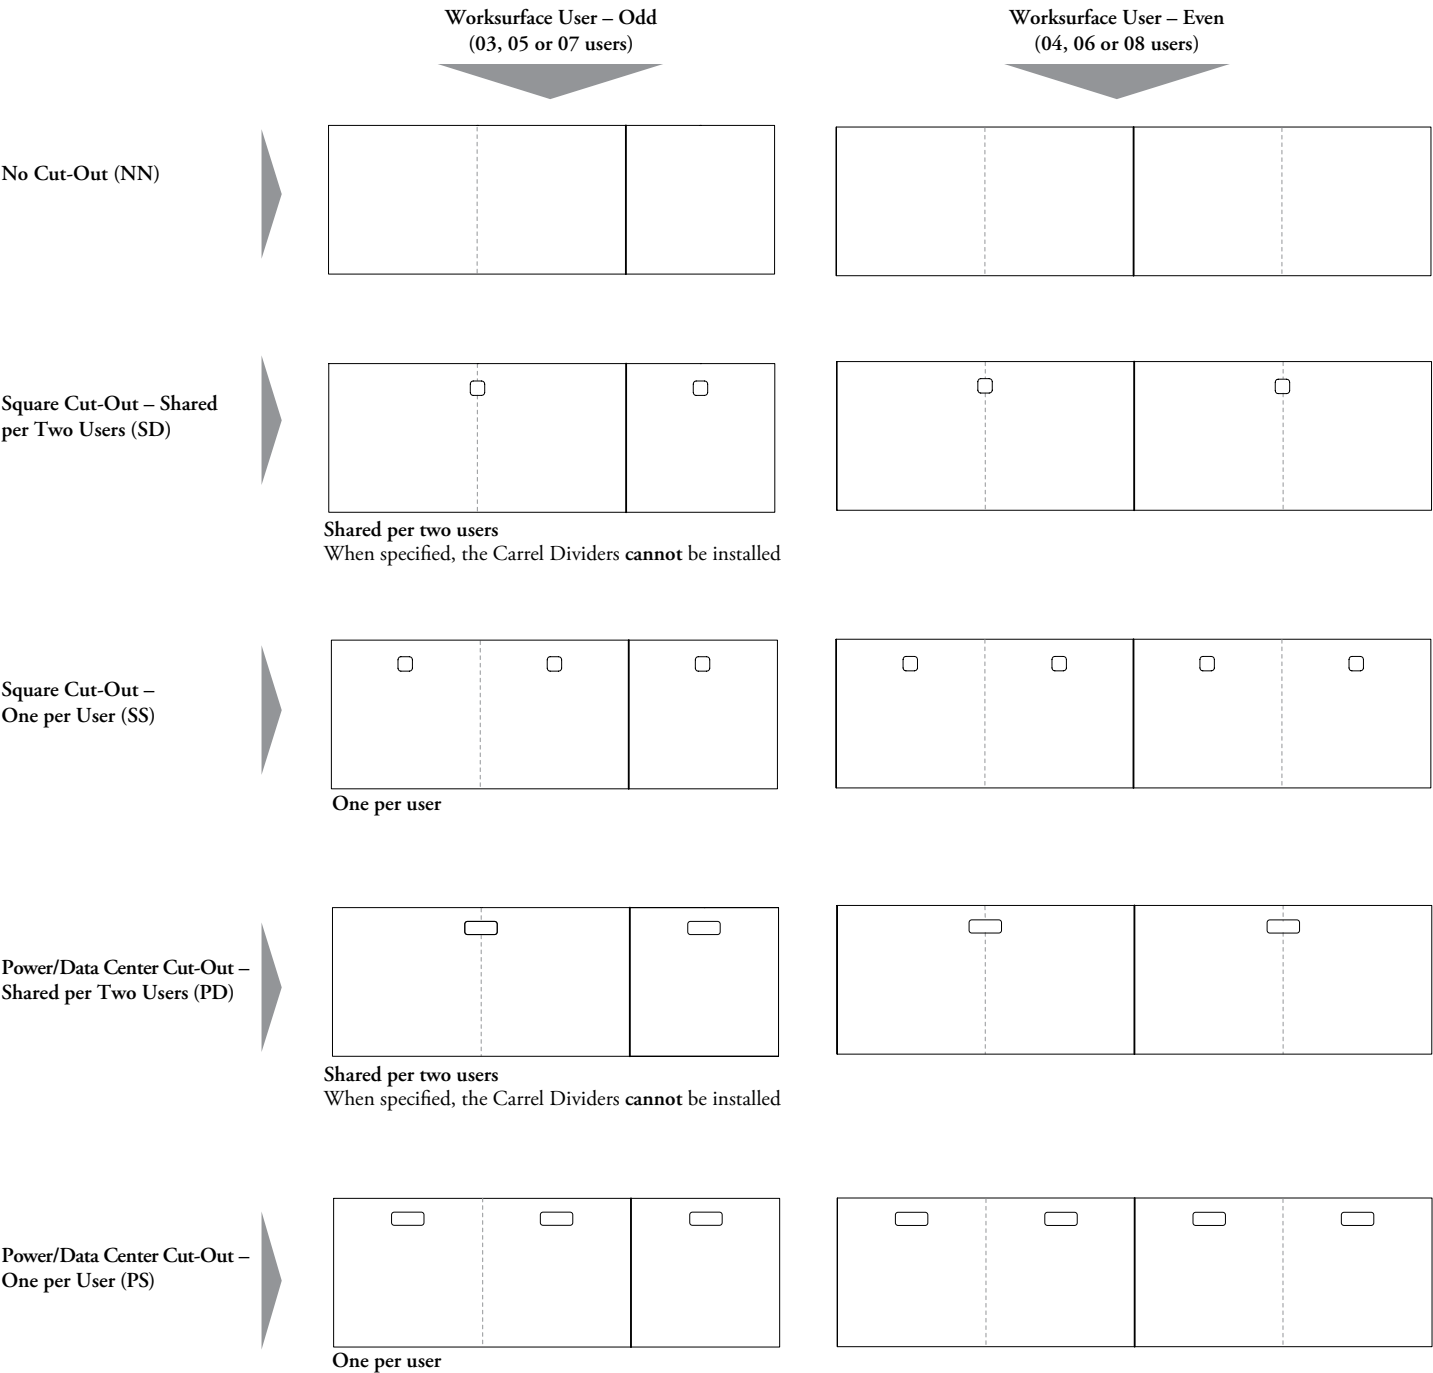 Worksurface User – Odd
(03, 05 or 07 users)
Worksurface User – Even
(04, 06 or 08 users)
No Cut-Out (NN)
Square Cut-Out – Shared
per Two Users (SD)
Shared per two users
When specified, the Carrel Dividers cannot be installed
Square Cut-Out –
One per User (SS)
One per user
Power/Data Center Cut-Out –
Shared per Two Users (PD)
Shared per two users
When specified, the Carrel Dividers cannot be installed
Power/Data Center Cut-Out –
One per User (PS)
One per user